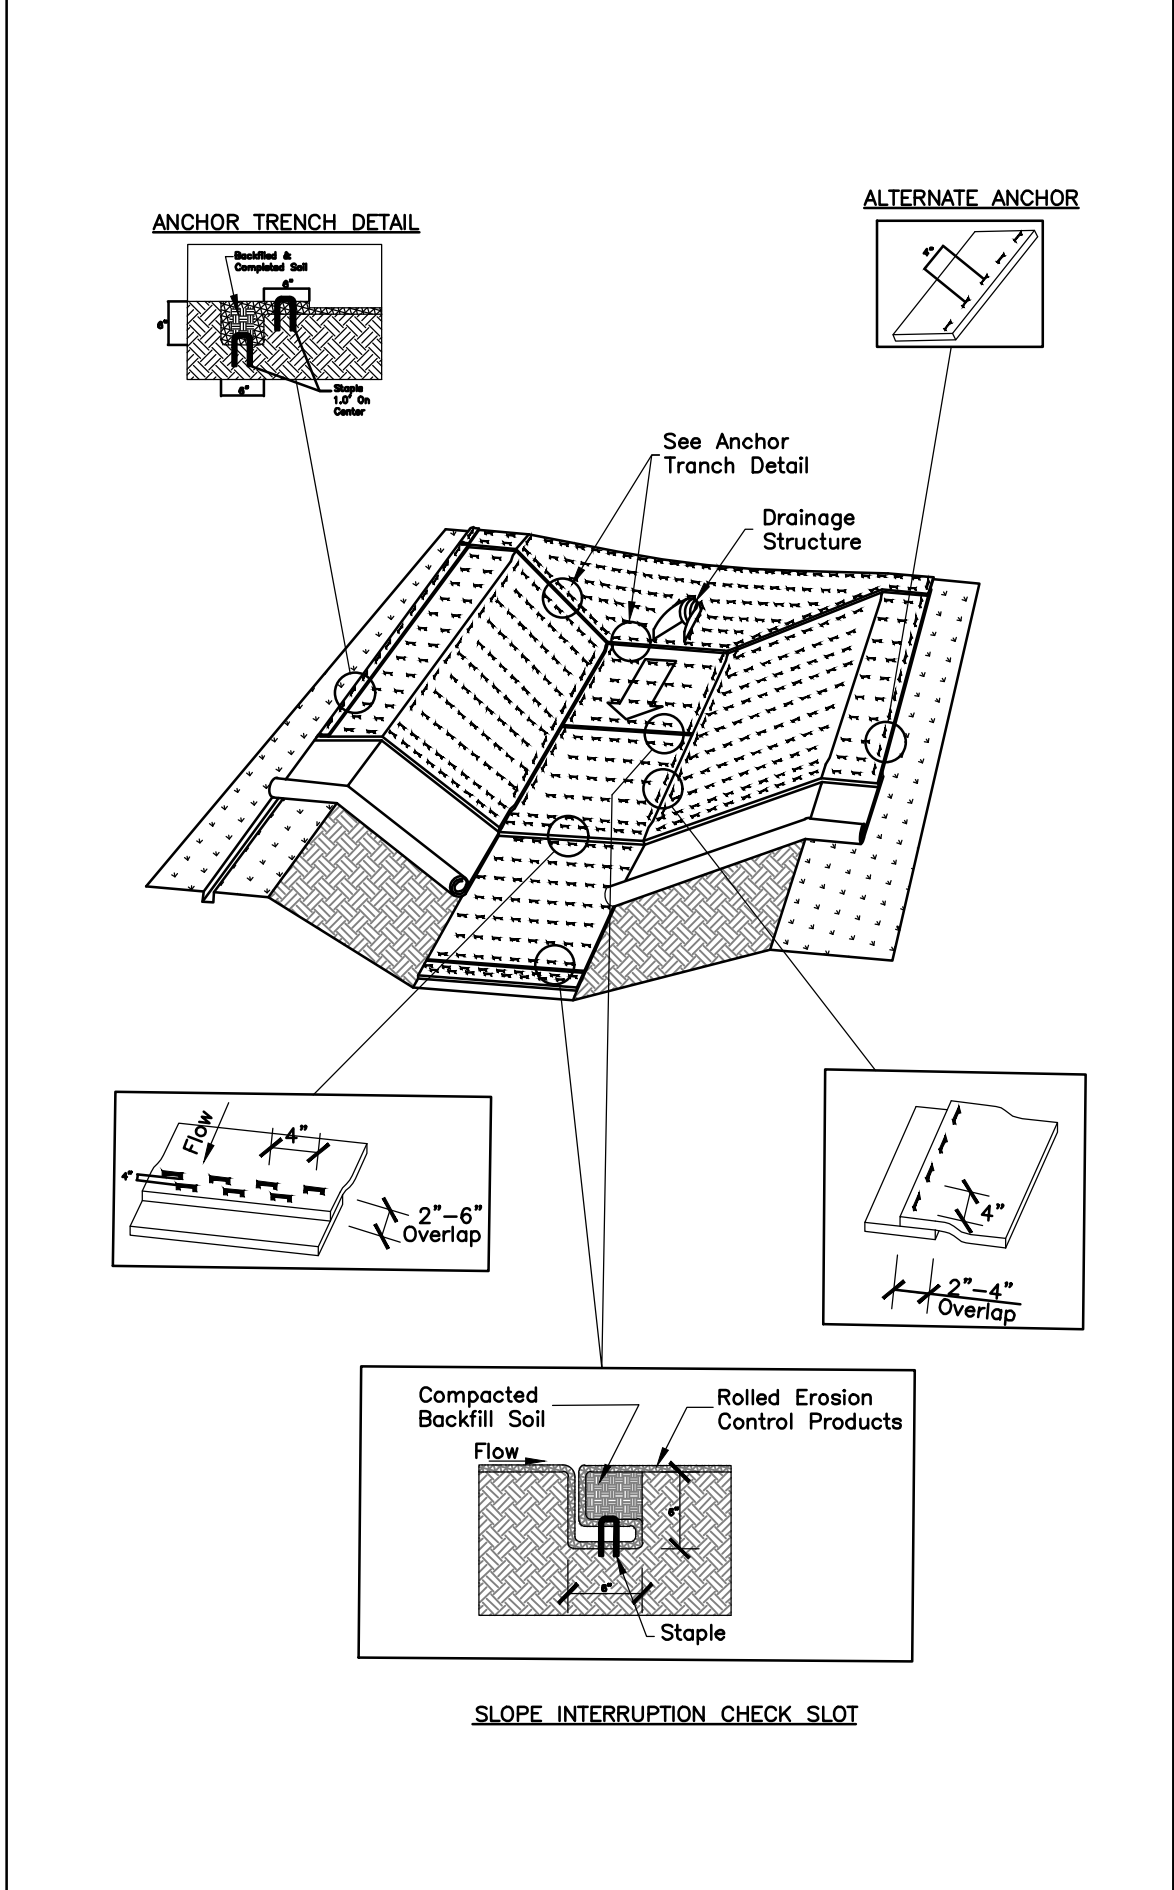 ANCHOR TRENCH DETAIL
Backfilled &
Completed Soil
6"
6"
6"
Staple
1.0' On
Center
ALTERNATE ANCHOR
4"
See Anchor
Tranch Detail
Drainage
Structure
Flow
4"
4"
2"-6"
Overlap
4"
2"-4"
Overlap
Compacted
Backfill Soil
Rolled Erosion
Control Products
Flow
6"
6"
Staple
SLOPE INTERRUPTION CHECK SLOT